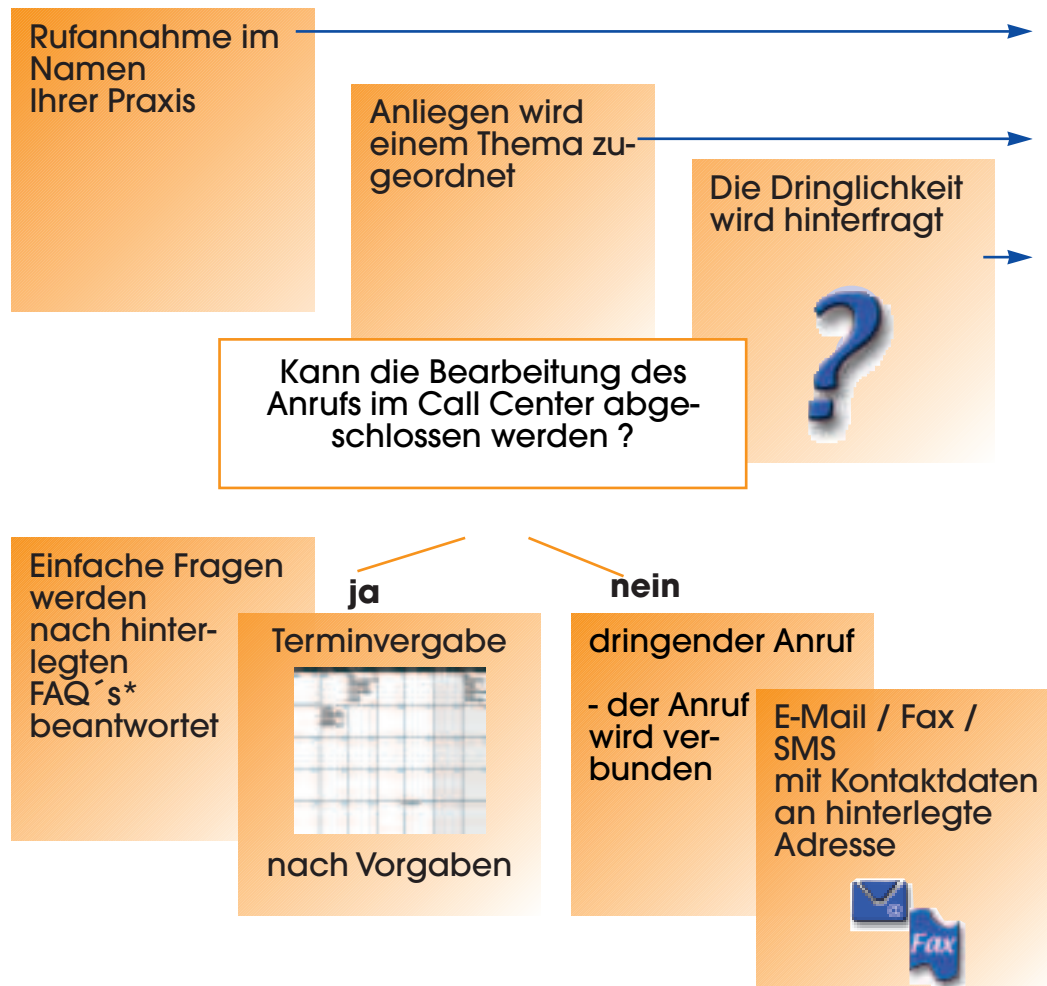 Rufannahme im
Namen
Ihrer Praxis
Anliegen wird
einem Thema zu-
geordnet
Die Dringlichkeit
wird hinterfragt
?
Kann die Bearbeitung des
Anrufs im Call Center abge-
schlossen werden ?
ja
nein
Einfache Fragen
werden
nach hinter-
legten
FAQ´s*
beantwortet
Terminvergabe
nach Vorgaben
dringender Anruf
- der Anruf
wird ver-
bunden
E-Mail / Fax /
SMS
mit Kontaktdaten
an hinterlegte
Adresse
@
Fax